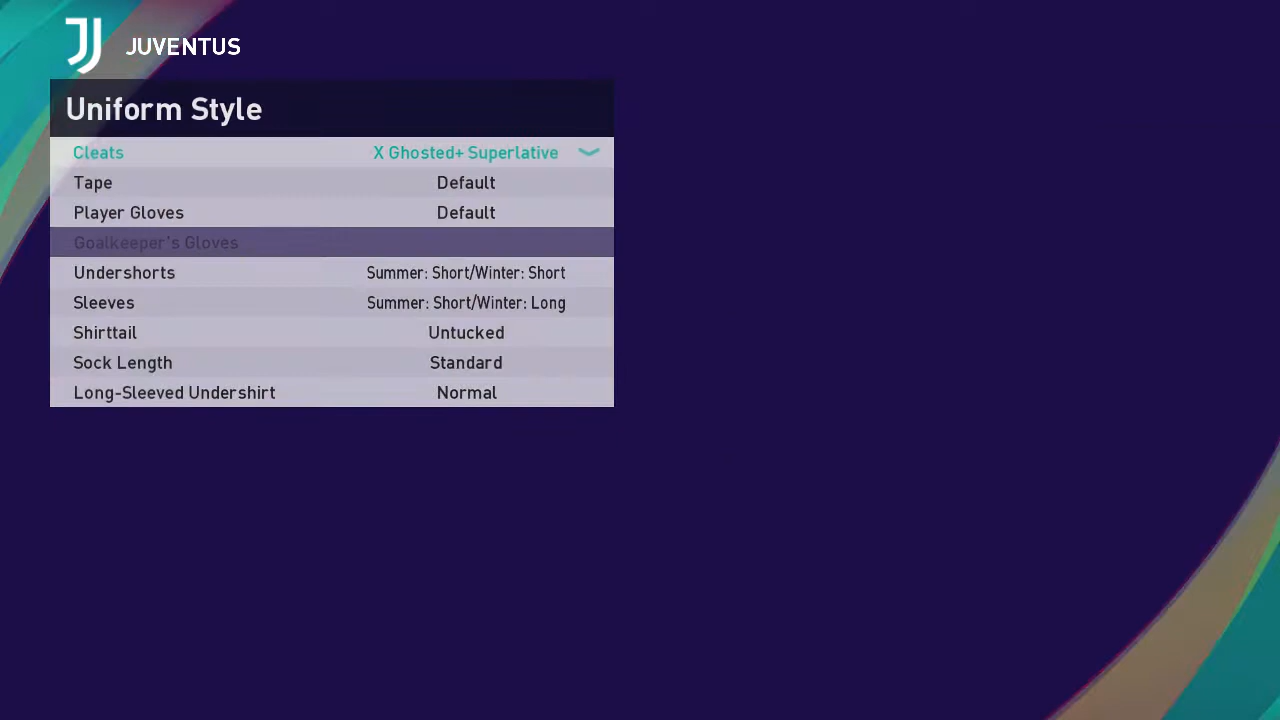 JUVENTUS
Uniform Style
Cleats X Ghosted+ Superlative
Tape Default
Player Gloves Default
Goalkeeper's Gloves
Undershorts Summer: Short/Winter: Short
Sleeves Summer: Short/Winter: Long
Shirttail Untucked
Sock Length Standard
Long-Sleeved Undershirt Normal